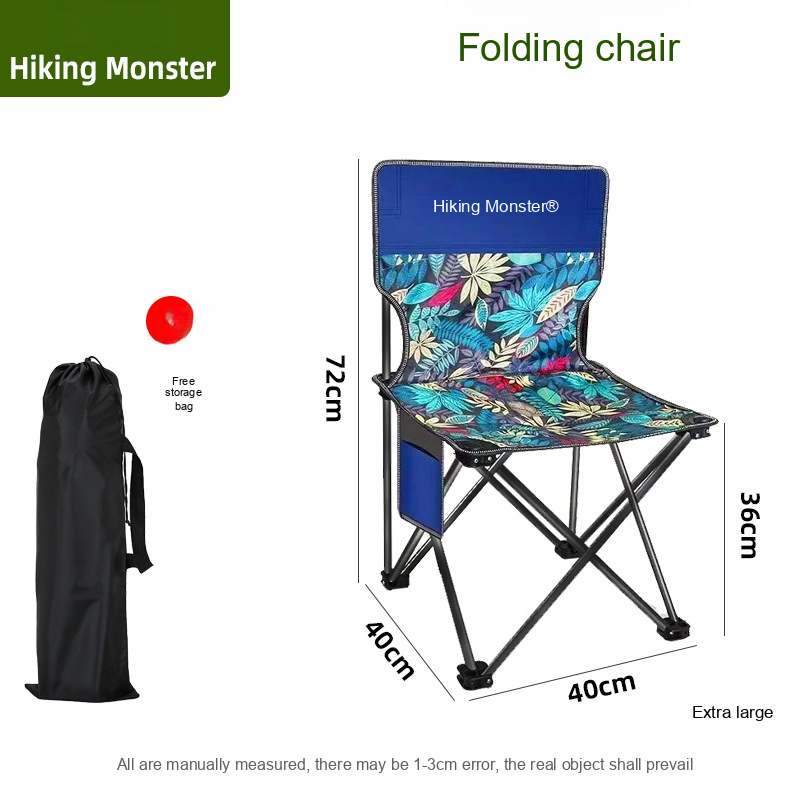 Hiking Monster
Folding chair
Hiking Monster®
Free
storage
bag
72cm
36cm
40cm
40cm
Extra large
All are manually measured, there may be 1-3cm error, the real object shall prevail